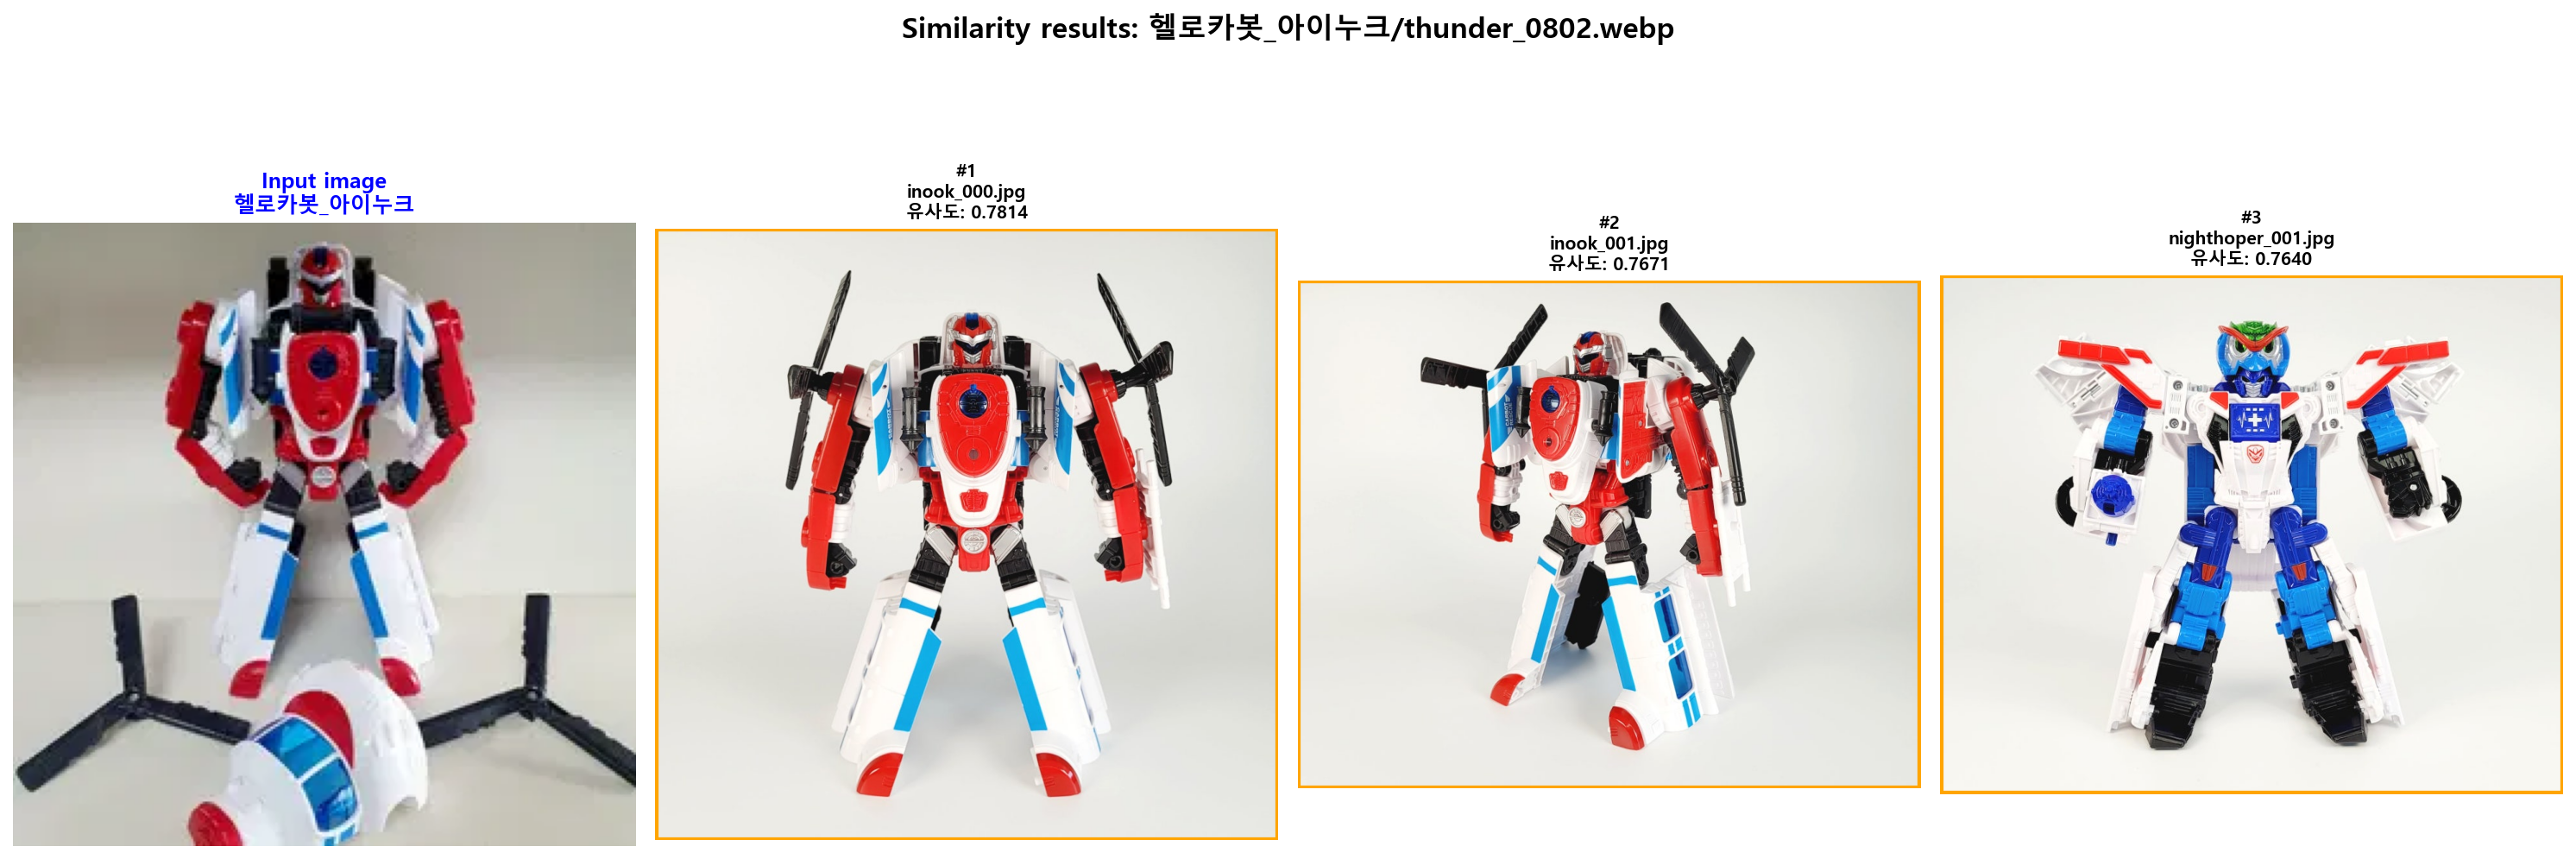 Similarity results: 헬로카봇_아이누크/thunder_0802.webp
Input image
헬로카봇_아이누크
#1
inook_000.jpg
유사도: 0.7814
#2
inook_001.jpg
유사도: 0.7671
#3
nighthoper_001.jpg
유사도: 0.7640